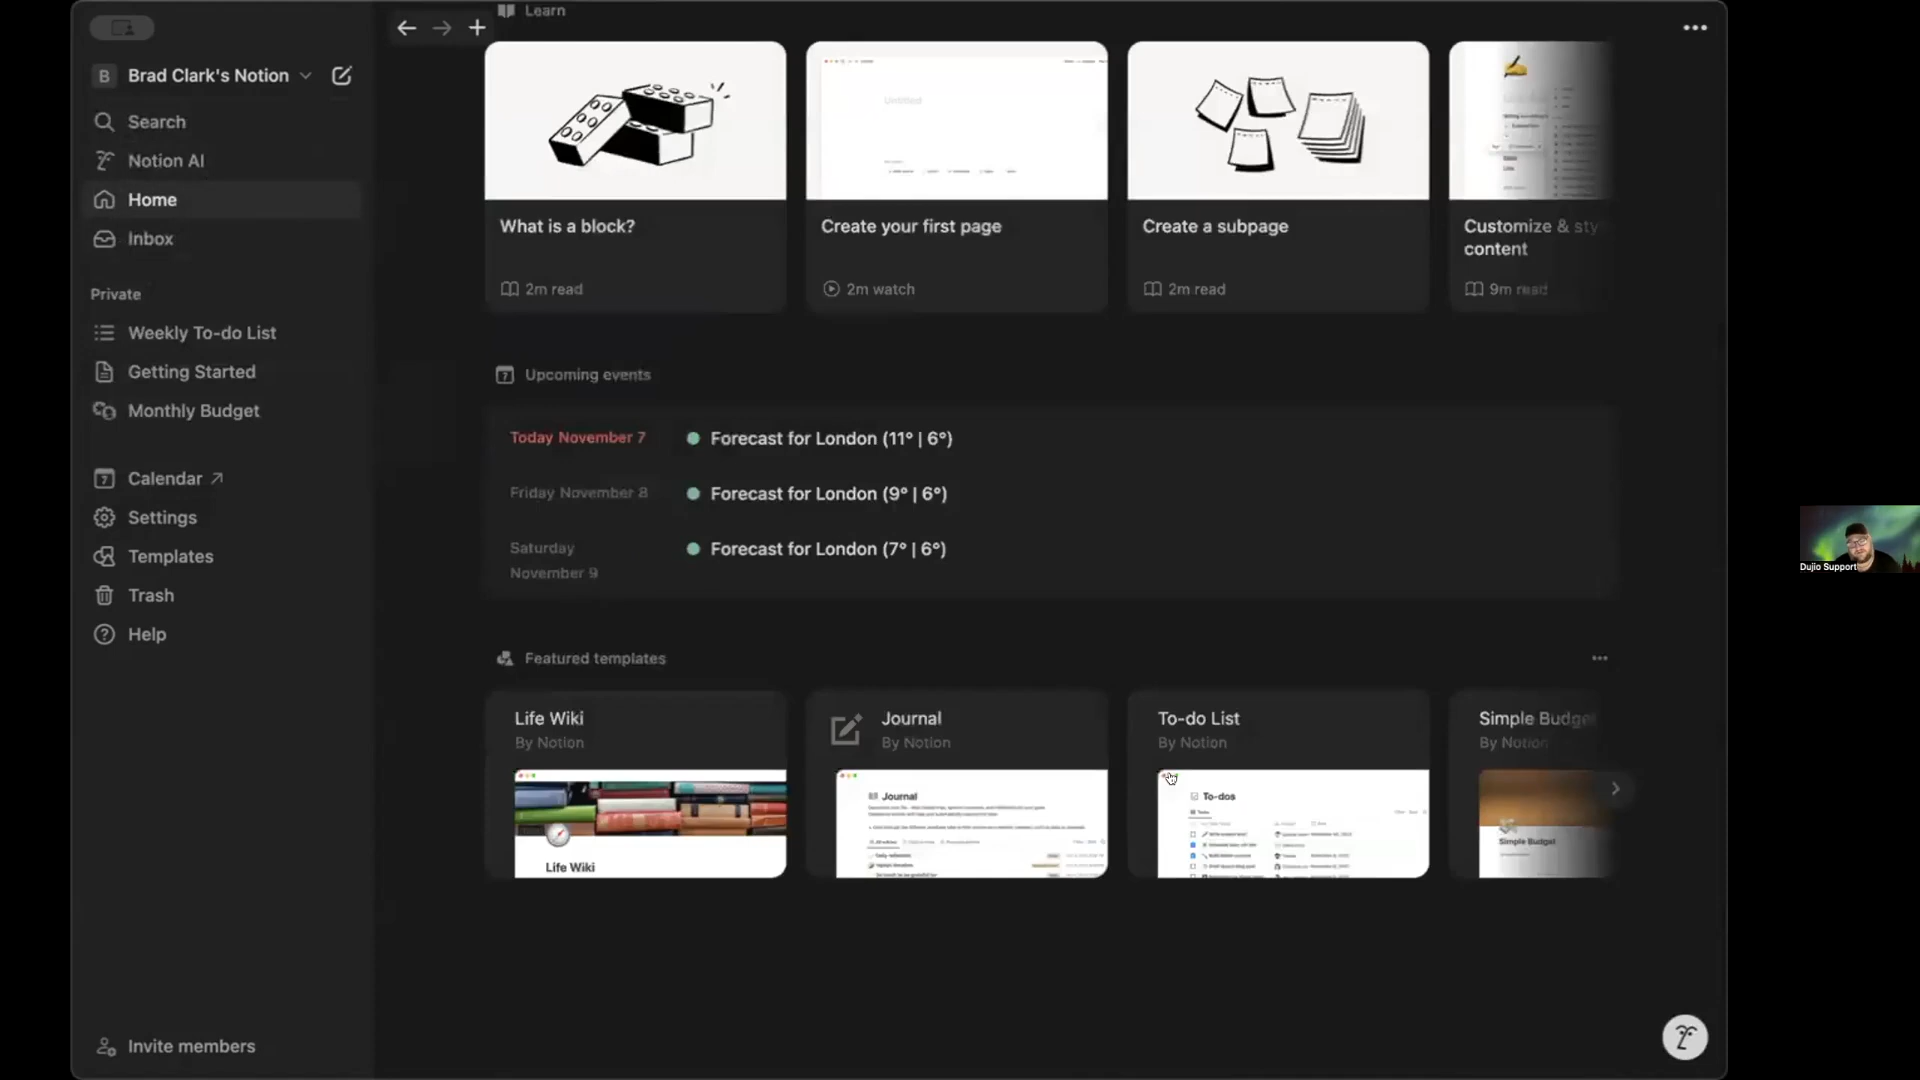 Learn
B Brad Clark's Notion
Search
Notion AI
Home
Inbox
Private
Weekly To-do List
Getting Started
Monthly Budget
7 Calendar
Settings
Templates
Trash
Help
Invite members
Untitled
What is a block?
2m read
Create your first page
2m watch
Create a subpage
2m read
Customize & sty
content
9m read
7 Upcoming events
Today November 7
Forecast for London (11° | 6°)
Friday November 8
Forecast for London (9° | 6°)
Saturday
November 9
Forecast for London (7° | 6°)
Featured templates
Life Wiki
By Notion
Life Wiki
Journal
By Notion
Journal
To-do List
By Notion
To-dos
Simple Budget
By Notion
Simple Budget
Dujio Support